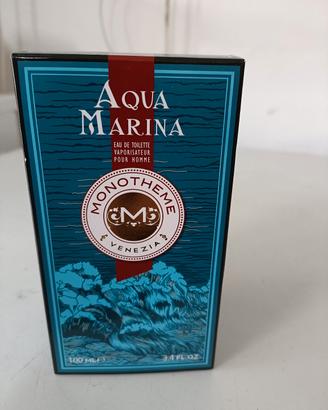 AQUA
MARINA
EAU DE TOILETTE
VAPORISATEUR
POUR HOMME
MONOTHEME
M
VENEZIA
100 ML℮ 3.4 FL OZ